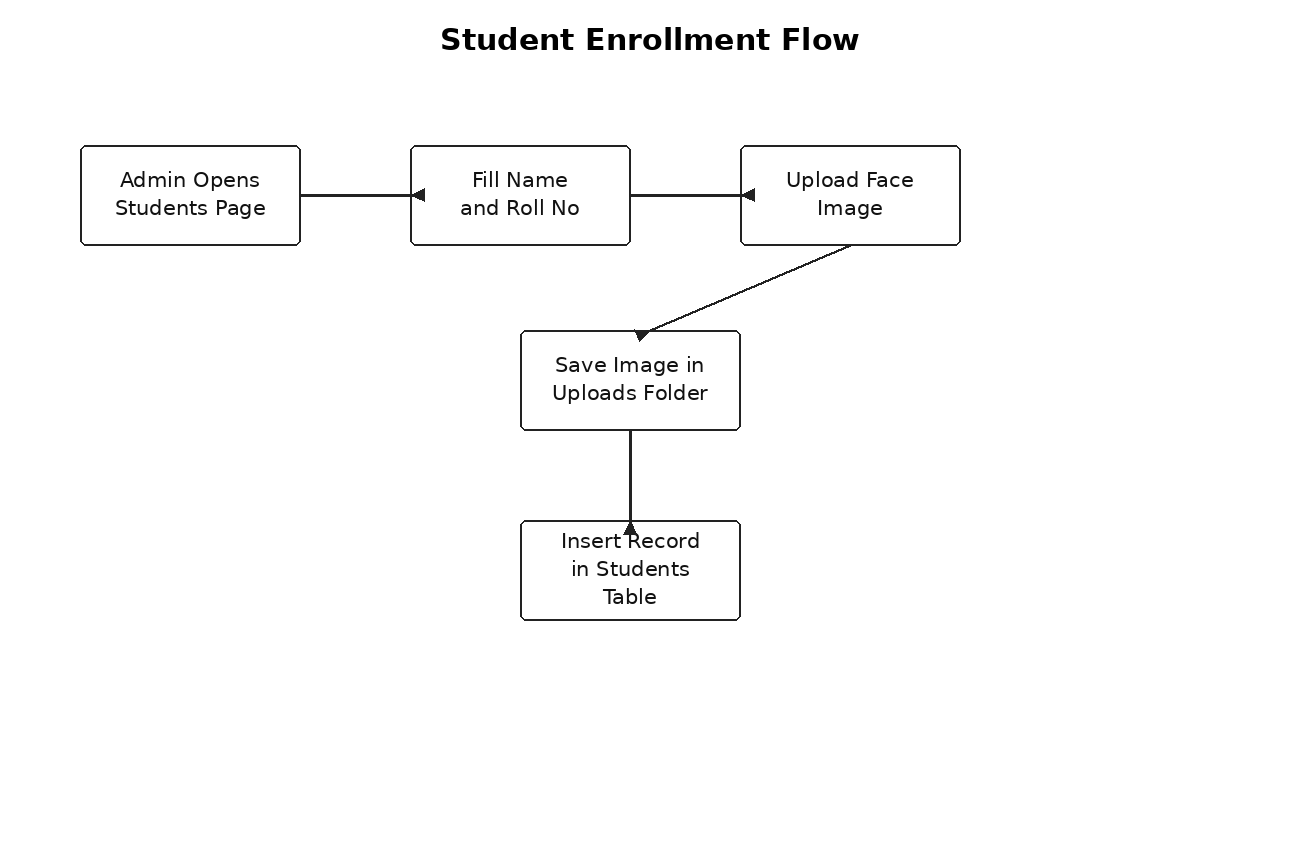 Student Enrollment Flow
Admin Opens
Students Page
Fill Name
and Roll No
Upload Face
Image
Save Image in
Uploads Folder
Insert Record
in Students
Table